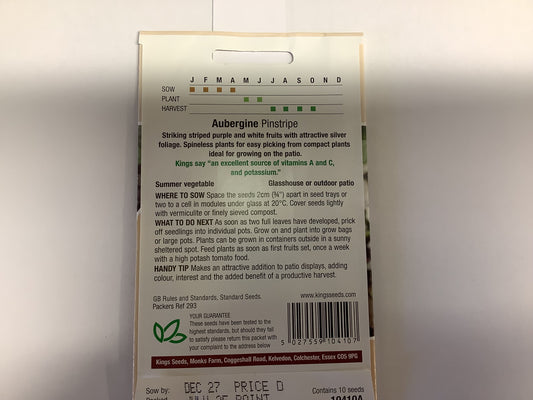 J F M A M J J A S O N D
SOW
PLANT
HARVEST
Aubergine Pinstripe
Striking striped purple and white fruits with attractive silver
foliage. Spineless plants for easy picking from compact plants
ideal for growing on the patio.
Kings say “an excellent source of vitamins A and C,
and potassium.”
Summer vegetable Glasshouse or outdoor patio
WHERE TO SOW Space the seeds 2cm (¾") apart in seed trays or
two to a cell in modules under glass at 20°C. Cover seeds lightly
with vermiculite or finely sieved compost.
WHAT TO DO NEXT As soon as two full leaves have developed, prick
off seedlings into individual pots. Grow on and plant into grow bags
or large pots. Plants can be grown in containers outside in a sunny
sheltered spot. Feed plants as soon as first fruits set, once a week
with a high potash tomato food.
HANDY TIP Makes an attractive addition to patio displays, adding
colour, interest and the added benefit of a productive harvest.
GB Rules and Standards, Standard Seeds.
Packers Ref 293
www.kingsseeds.com
YOUR GUARANTEE
These seeds have been tested to the
highest standards, but should they fail
to satisfy please return this packet with
your complaint to the address below
5 027559 104107
Kings Seeds, Monks Farm, Coggeshall Road, Kelvedon, Colchester, Essex CO5 9PG
Sow by: DEC 27 PRICE D Contains 10 seeds